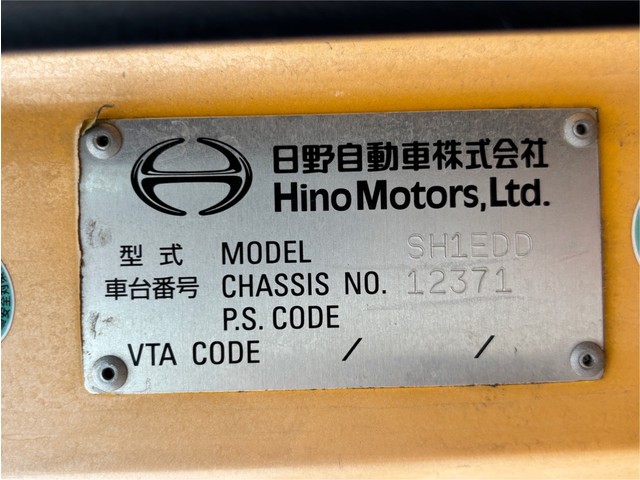 日野自動車株式会社
Hino Motors, Ltd.
型式 MODEL SH1EDD
車台番号 CHASSIS NO. 12371
P.S. CODE
VTA CODE / /